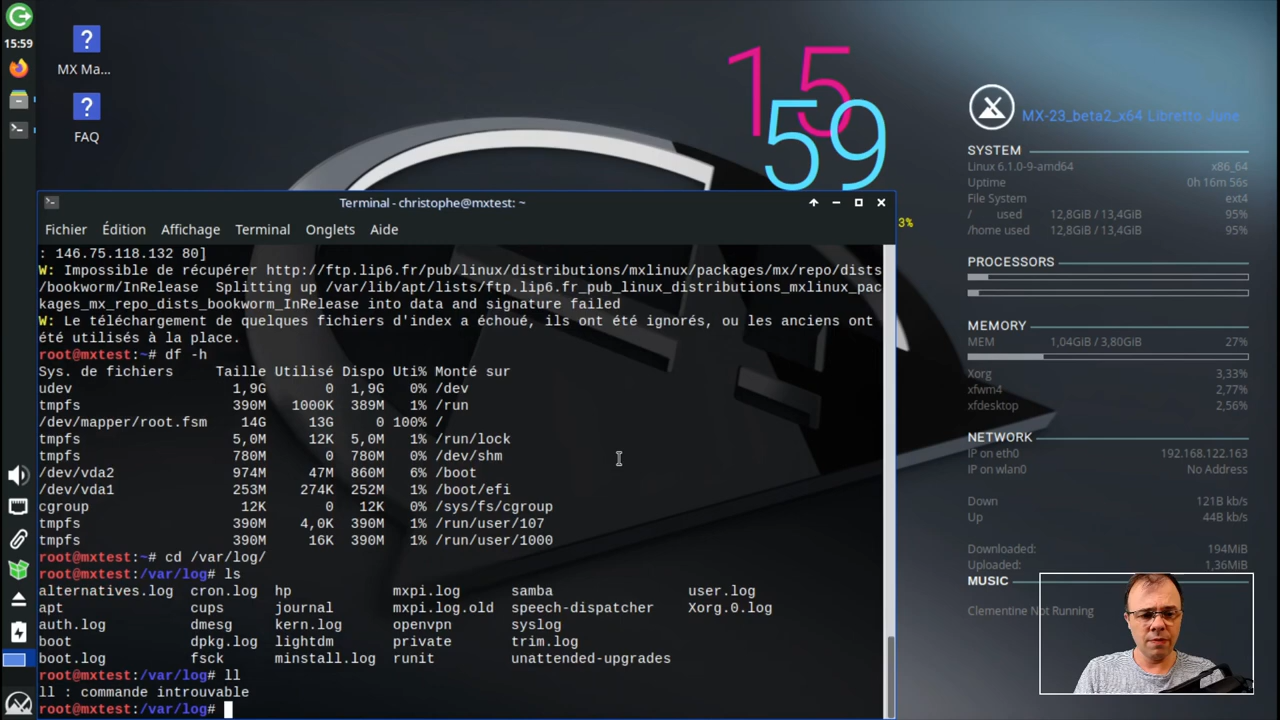 15:59
MX Ma...
FAQ
15
59
MX-23_beta2_x64 Libretto June
SYSTEM
Linux 6.1.0-9-amd64 x86_64
Uptime 0h 16m 56s
File System ext4
/ used 12,8GiB / 13,4GiB 95%
/home used 12,8GiB / 13,4GiB 95%
3%
PROCESSORS
MEMORY
MEM 1,04GiB / 3,80GiB 27%
Xorg 3,33%
xfwm4 2,77%
xfdesktop 2,56%
NETWORK
IP on eth0 192.168.122.163
IP on wlan0 No Address
Down 121B kb/s
Up 44B kb/s
Downloaded: 194MiB
Uploaded: 1,36MiB
MUSIC
Clementine Not Running
Terminal - christophe@mxtest: ~
Fichier Édition Affichage Terminal Onglets Aide
: 146.75.118.132 80]
W: Impossible de récupérer http://ftp.lip6.fr/pub/linux/distributions/mxlinux/packages/mx/repo/dists
/bookworm/InRelease  Splitting up /var/lib/apt/lists/ftp.lip6.fr_pub_linux_distributions_mxlinux_pac
kages_mx_repo_dists_bookworm_InRelease into data and signature failed
W: Le téléchargement de quelques fichiers d'index a échoué, ils ont été ignorés, ou les anciens ont
été utilisés à la place.
root@mxtest:~# df -h
Sys. de fichiers Taille Utilisé Dispo Uti% Monté sur
udev 1,9G 0 1,9G 0% /dev
tmpfs 390M 1000K 389M 1% /run
/dev/mapper/root.fsm 14G 13G 0 100% /
tmpfs 5,0M 12K 5,0M 1% /run/lock
tmpfs 780M 0 780M 0% /dev/shm
/dev/vda2 974M 47M 860M 6% /boot
/dev/vda1 253M 274K 252M 1% /boot/efi
cgroup 12K 0 12K 0% /sys/fs/cgroup
tmpfs 390M 4,0K 390M 1% /run/user/107
tmpfs 390M 16K 390M 1% /run/user/1000
root@mxtest:~# cd /var/log/
root@mxtest:/var/log# ls
alternatives.log cron.log hp mxpi.log samba user.log
apt cups journal mxpi.log.old speech-dispatcher Xorg.0.log
auth.log dmesg kern.log openvpn syslog
boot dpkg.log lightdm private trim.log
boot.log fsck minstall.log runit unattended-upgrades
root@mxtest:/var/log# ll
ll : commande introuvable
root@mxtest:/var/log#